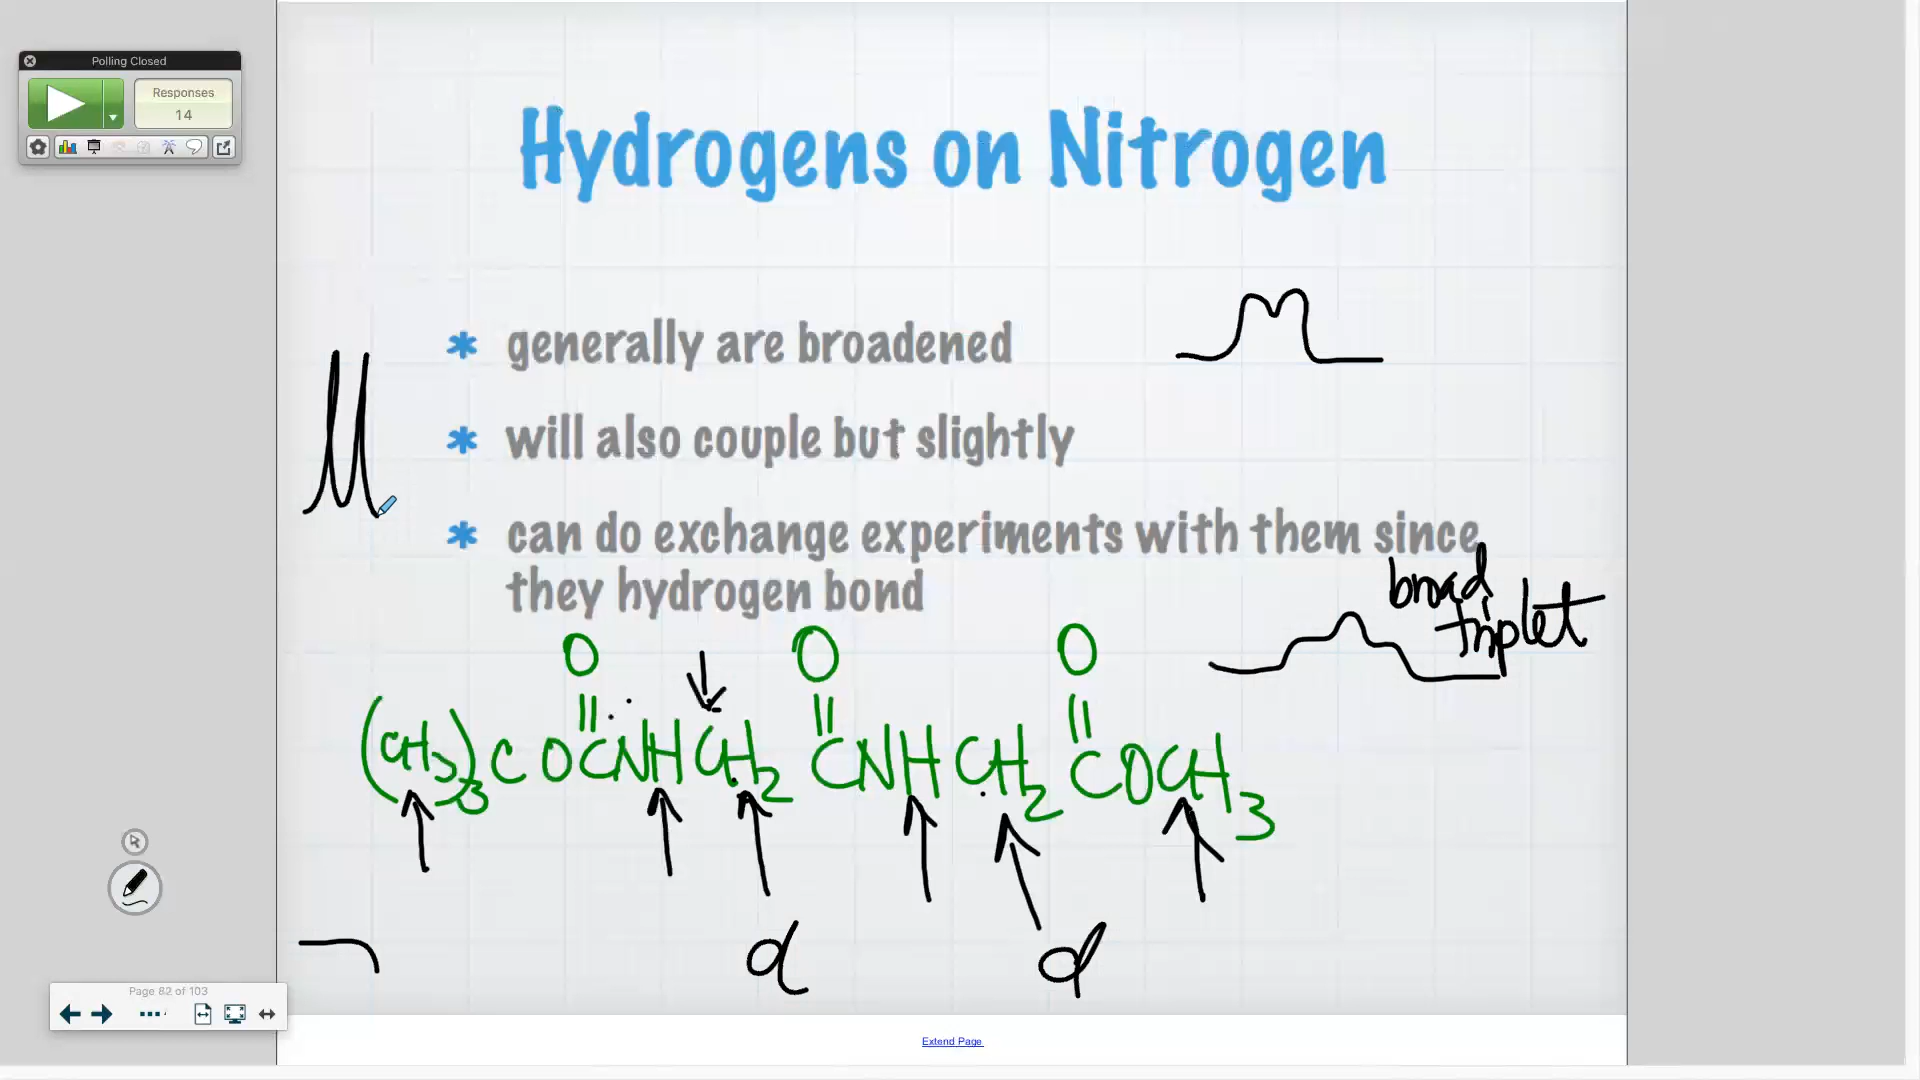 Polling Closed
Responses
14
Hydrogens on Nitrogen
* generally are broadened
* will also couple but slightly
* can do exchange experiments with them since
they hydrogen bond
broad
triplet
O O O
(CH3)3COCNHCH2CNHCH2COCH3
d d
Page 82 of 103
Extend Page